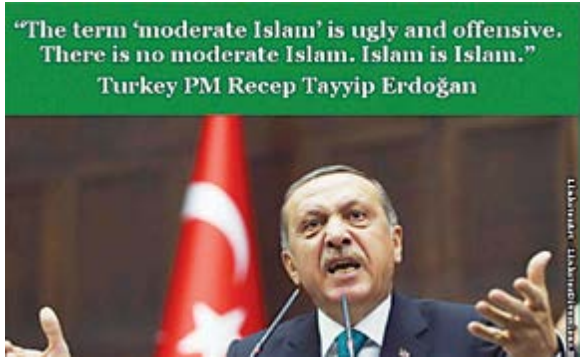 “The term ‘moderate Islam’ is ugly and offensive.
There is no moderate Islam. Islam is Islam.”
Turkey PM Recep Tayyip Erdoğan